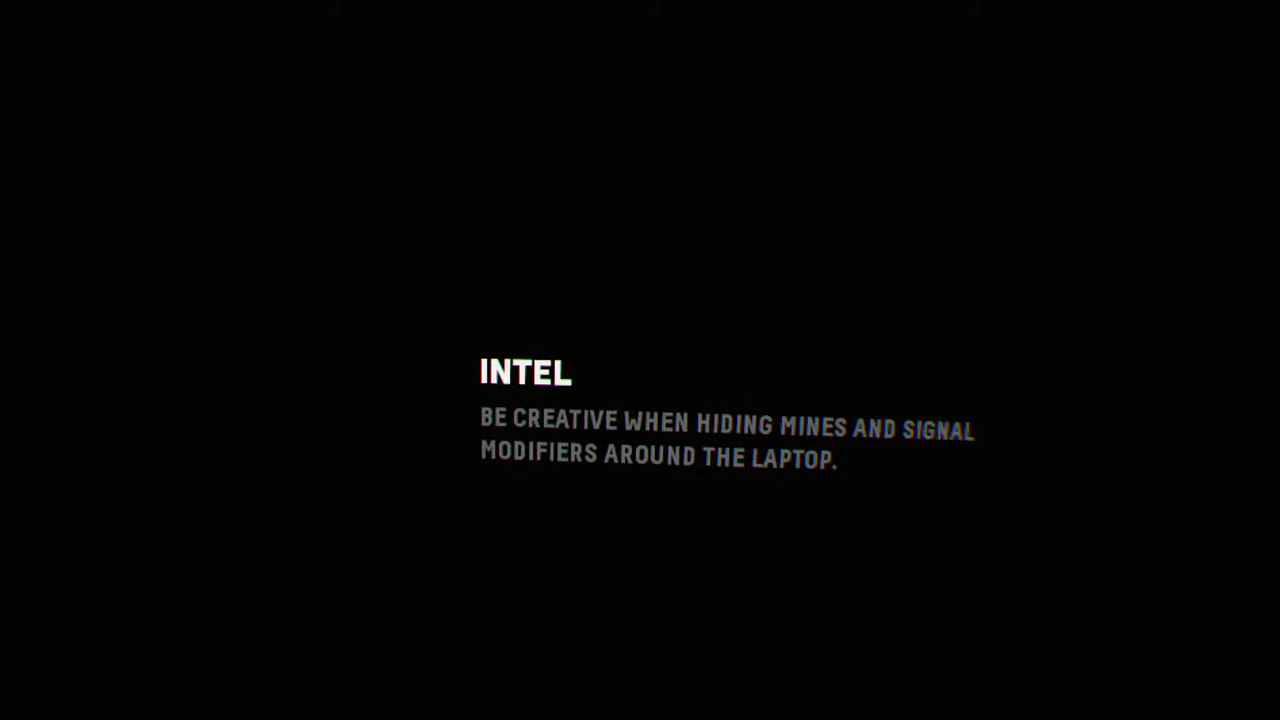 INTEL
BE CREATIVE WHEN HIDING MINES AND SIGNAL
MODIFIERS AROUND THE LAPTOP.